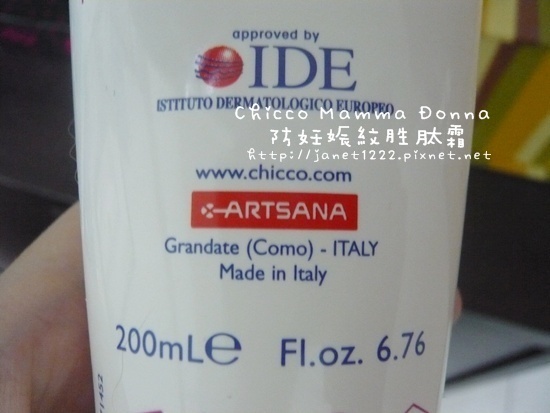 approved by
IDE
ISTITUTO DERMATOLOGICO EUROPEO
Chicco Mamma Donna
防妊娠紋胜肽霜
http://janet1222.pixnet.net
www.chicco.com
ARTSANA
Grandate (Como) - ITALY
Made in Italy
200mL℮ Fl.oz. 6.76